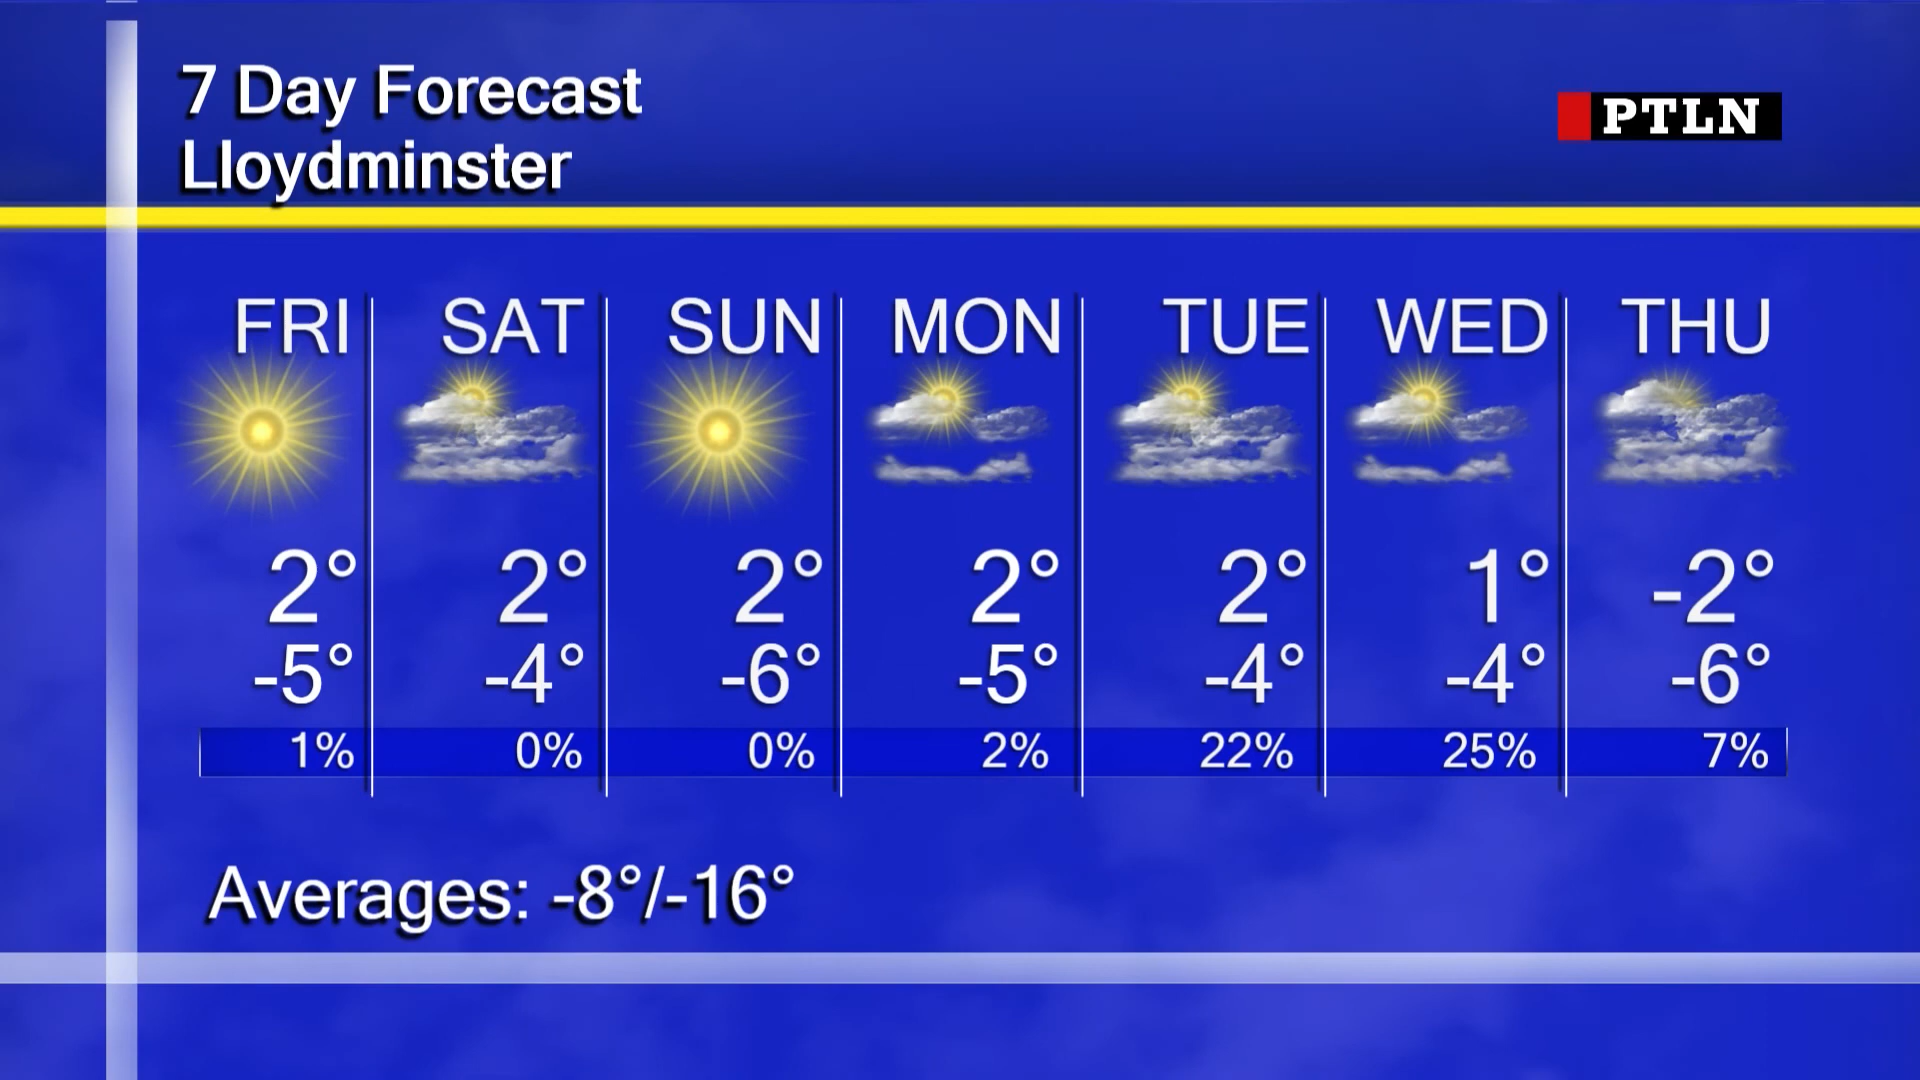 7 Day Forecast
Lloydminster
PTLN
FRI SAT SUN MON TUE WED THU
2° 2° 2° 2° 2° 1° -2°
-5° -4° -6° -5° -4° -4° -6°
1% 0% 0% 2% 22% 25% 7%
Averages: -8°/-16°